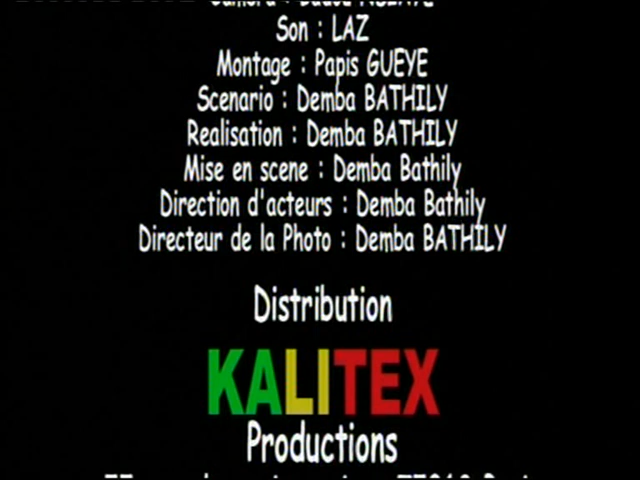 Son : LAZ
Montage : Papis GUEYE
Scenario : Demba BATHILY
Realisation : Demba BATHILY
Mise en scene : Demba Bathily
Direction d'acteurs : Demba Bathily
Directeur de la Photo : Demba BATHILY
Distribution
KALITEX
Productions